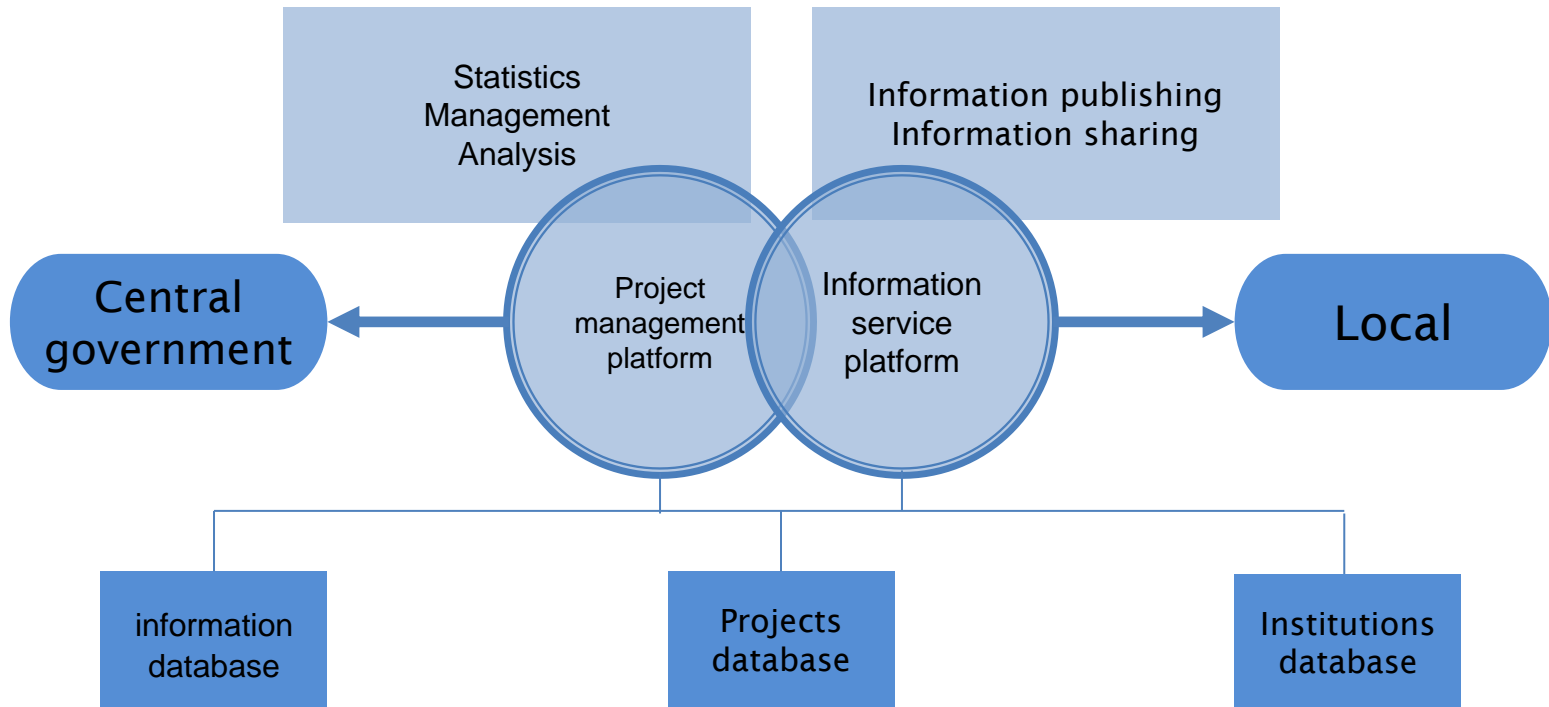 Statistics
Management
Analysis
Information publishing
Information sharing
Central
government
Project
management
platform
Information
service
platform
Local
information
database
Projects
database
Institutions
database